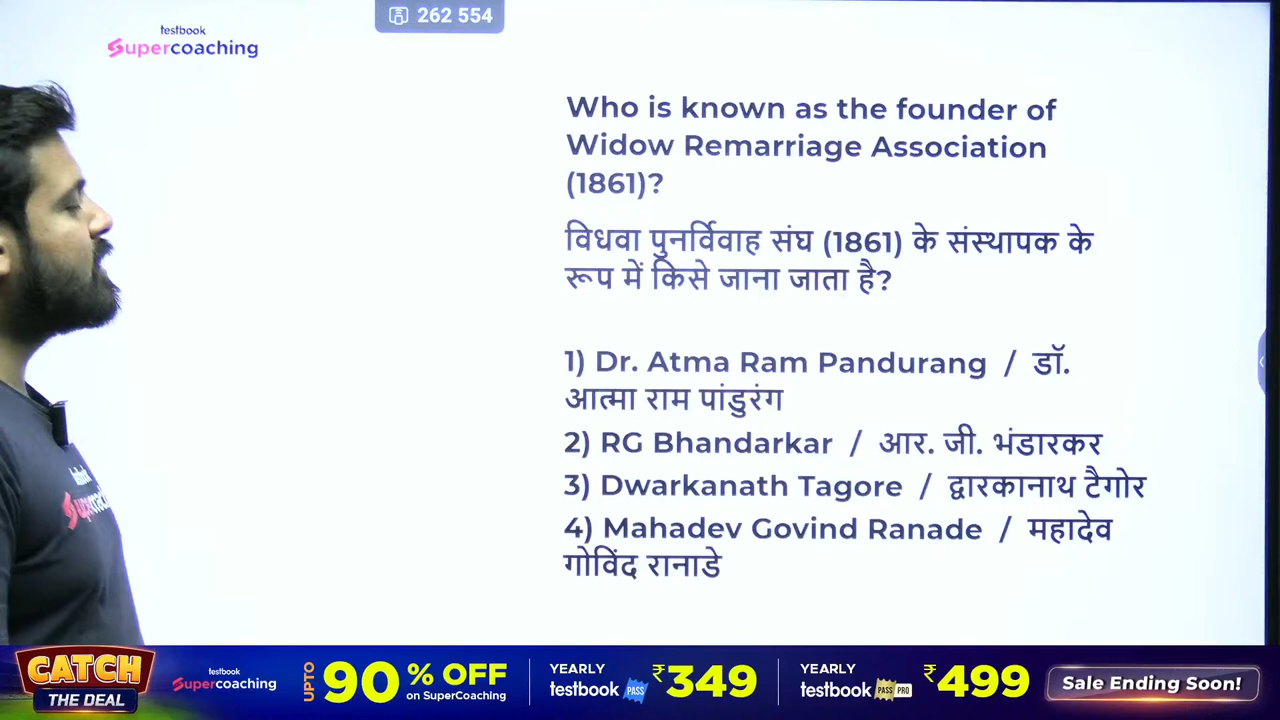 262 554
testbook
Supercoaching
Who is known as the founder of
Widow Remarriage Association
(1861)?
विधवा पुनर्विवाह संघ (1861) के संस्थापक के
रूप में किसे जाना जाता है?
1) Dr. Atma Ram Pandurang / डॉ.
आत्मा राम पांडुरंग
2) RG Bhandarkar / आर. जी. भंडारकर
3) Dwarkanath Tagore / द्वारकानाथ टैगोर
4) Mahadev Govind Ranade / महादेव
गोविंद रानाडे
CATCH
THE DEAL
testbook
Supercoaching
UPTO
90% OFF
on SuperCoaching
YEARLY
testbook PASS
₹349
YEARLY
testbook PASS PRO
₹499
Sale Ending Soon!